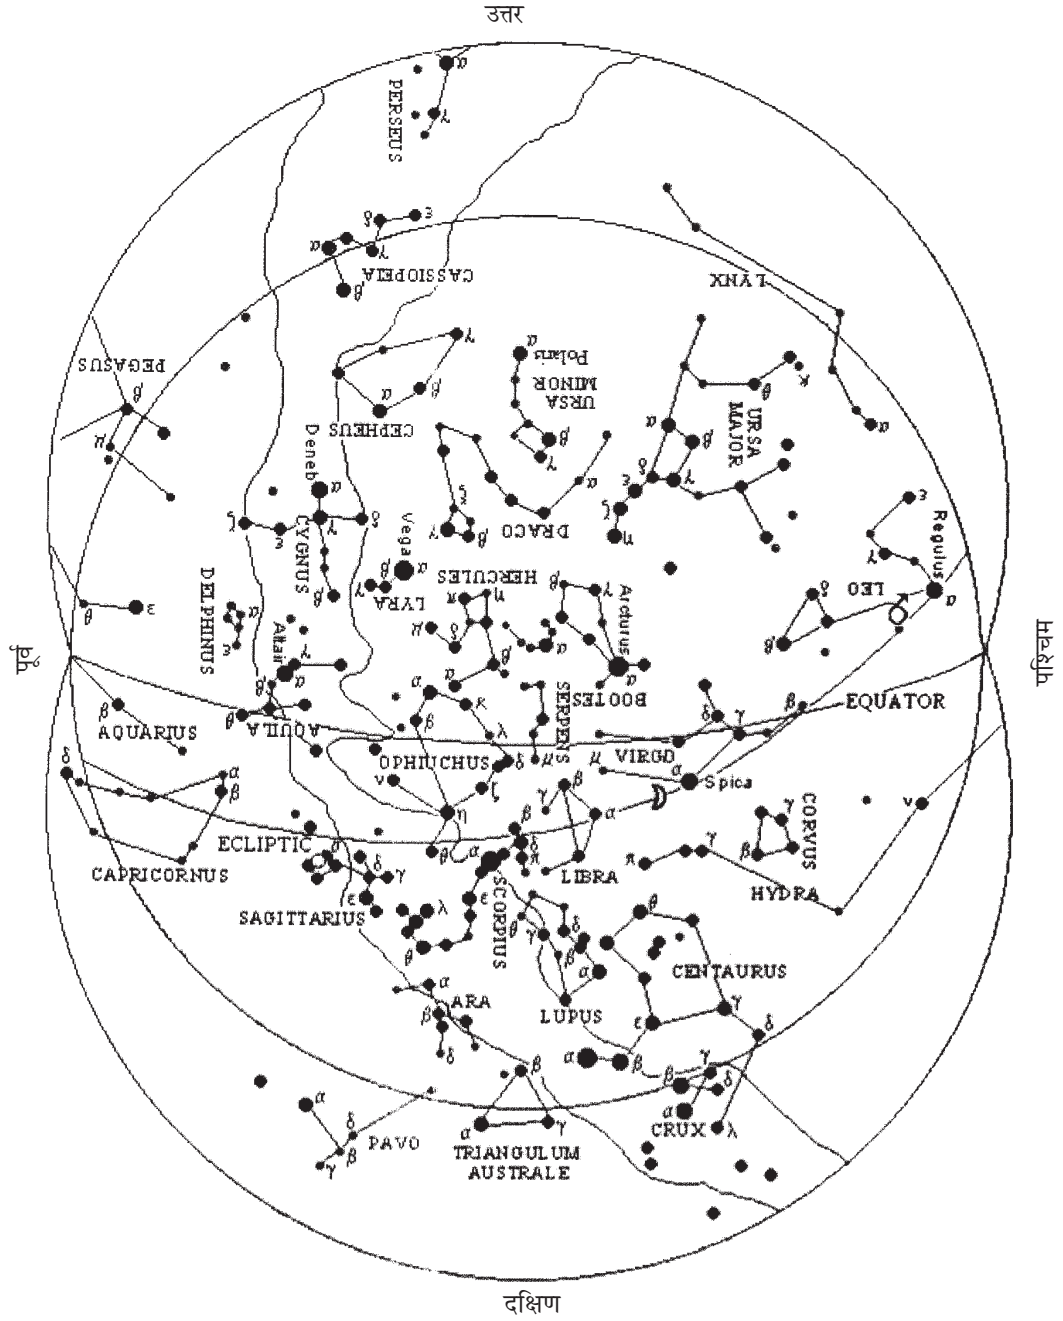 उत्तर
α
PERSEUS
γ
δ
ε
α
γ
CASSIOPEIA
β
LYNX
γ
α
Polaris
PEGASUS
β
URSA
MINOR
κ
θ
URSA
MAJOR
β
α
CEPHEUS
α
β
α
μ
Deneb
β
γ
δ
γ
α
α
ζ
ε
ζ
ε
γ
δ
CYGNUS
Vega
γ
β
DRACO
η
ε
Regulus
γ
α
β
γ
LYRA
HERCULES
π
η
β
γ
Arcturus
δ
LEO
α
DELPHINUS
α
ε
β
θ
ε
μ
δ
α
β
पूर्व
Altair
γ
α
β
α
α
BOOTES
पश्चिम
β
AQUARIUS
θ
AQUILA
α
β
κ
SERPENS
δ
γ
β
EQUATOR
λ
VIRGO
δ
OPHIUCHUS
δ
μ
μ
α
Spica
α
β
ν
ζ
γ
β
η
β
α
γ
CORVUS
ν
ECLIPTIC
θ
α
δ
π
π
γ
β
CAPRICORNUS
δ
γ
LIBRA
HYDRA
SAGITTARIUS
ε
λ
ε
SCORPIUS
θ
θ
γ
δ
θ
β
α
CENTAURUS
α
ARA
β
LUPUS
ε
γ
δ
δ
α
β
γ
β
β
δ
α
α
CRUX
λ
δ
PAVO
β
γ
α
γ
TRIANGULUM
AUSTRALE
दक्षिण